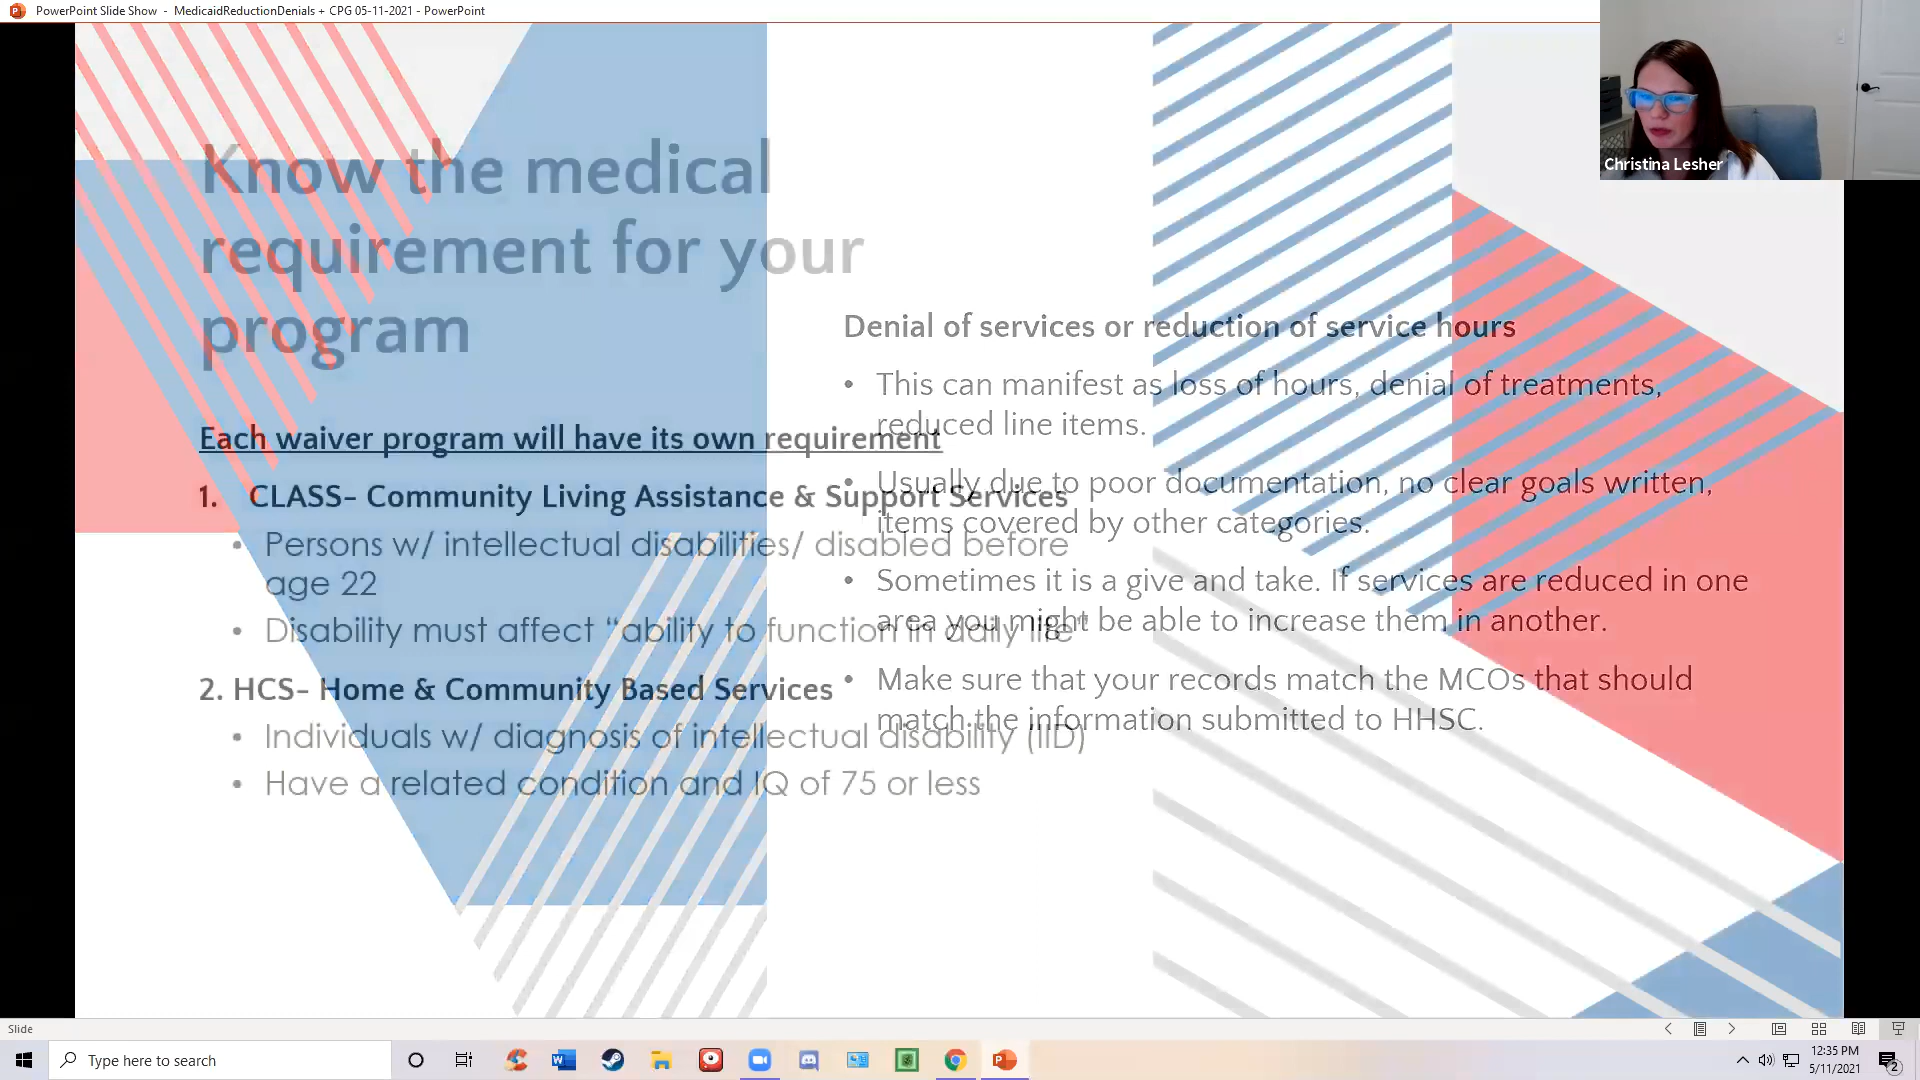 PowerPoint Slide Show - MedicaidReductionDenials + CPG 05-11-2021 - PowerPoint
Christina Lesher
Know the medical
requirement for your
program
Each waiver program will have its own requirement
1. CLASS- Community Living Assistance & Support Services
• Persons w/ intellectual disabilities/ disabled before
age 22
• Disability must affect “ability to function in daily life”
2. HCS- Home & Community Based Services
• Individuals w/ diagnosis of intellectual disability (IID)
• Have a related condition and IQ of 75 or less
Denial of services or reduction of service hours
• This can manifest as loss of hours, denial of treatments,
reduced line items.
• Usually due to poor documentation, no clear goals written,
items covered by other categories.
• Sometimes it is a give and take. If services are reduced in one
area you might be able to increase them in another.
• Make sure that your records match the MCOs that should
match the information submitted to HHSC.
Slide
Type here to search
12:35 PM
5/11/2021
2